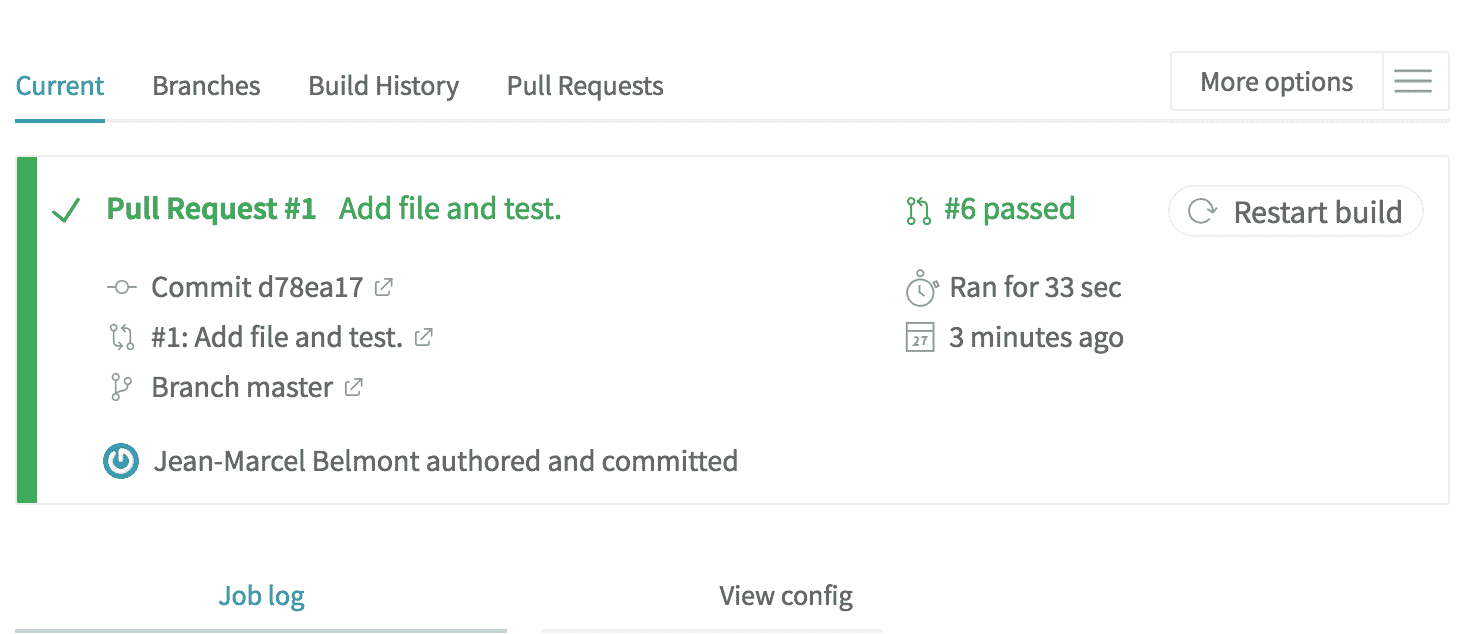 Current Branches Build History Pull Requests More options
Pull Request #1 Add file and test. #6 passed Restart build
Commit d78ea17 Ran for 33 sec
#1: Add file and test. 27 3 minutes ago
Branch master
Jean-Marcel Belmont authored and committed
Job log View config